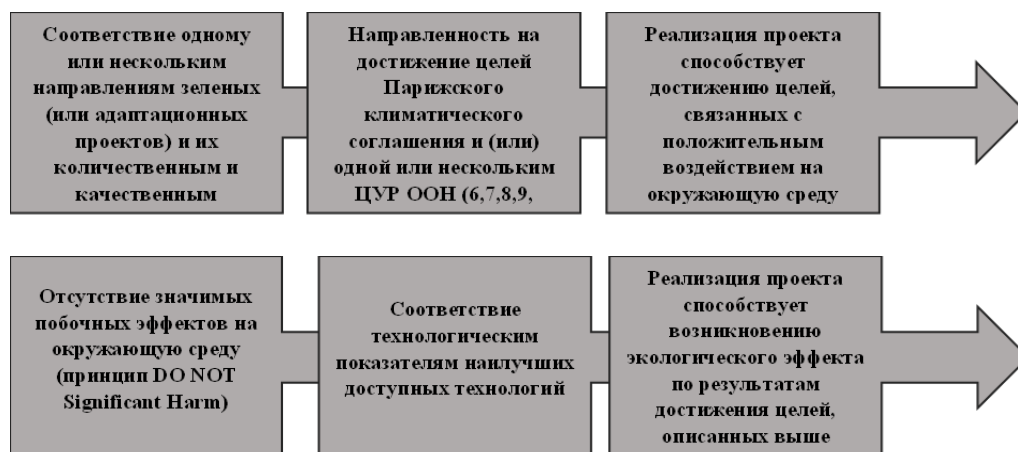 Соответствие одному
или нескольким
направлениям зеленых
(или адаптационных
проектов) и их
количественным и
качественным
Направленность на
достижение целей
Парижского
климатического
соглашения и (или)
одной или нескольким
ЦУР ООН (6,7,8,9,
Реализация проекта
способствует
достижению целей,
связанных с
положительным
воздействием на
окружающую среду
Отсутствие значимых
побочных эффектов на
окружающую среду
(принцип DO NOT
Significant Harm)
Соответствие
технологическим
показателям наилучших
доступных технологий
Реализация проекта
способствует
возникновению
экологического эффекта
по результатам
достижения целей,
описанных выше